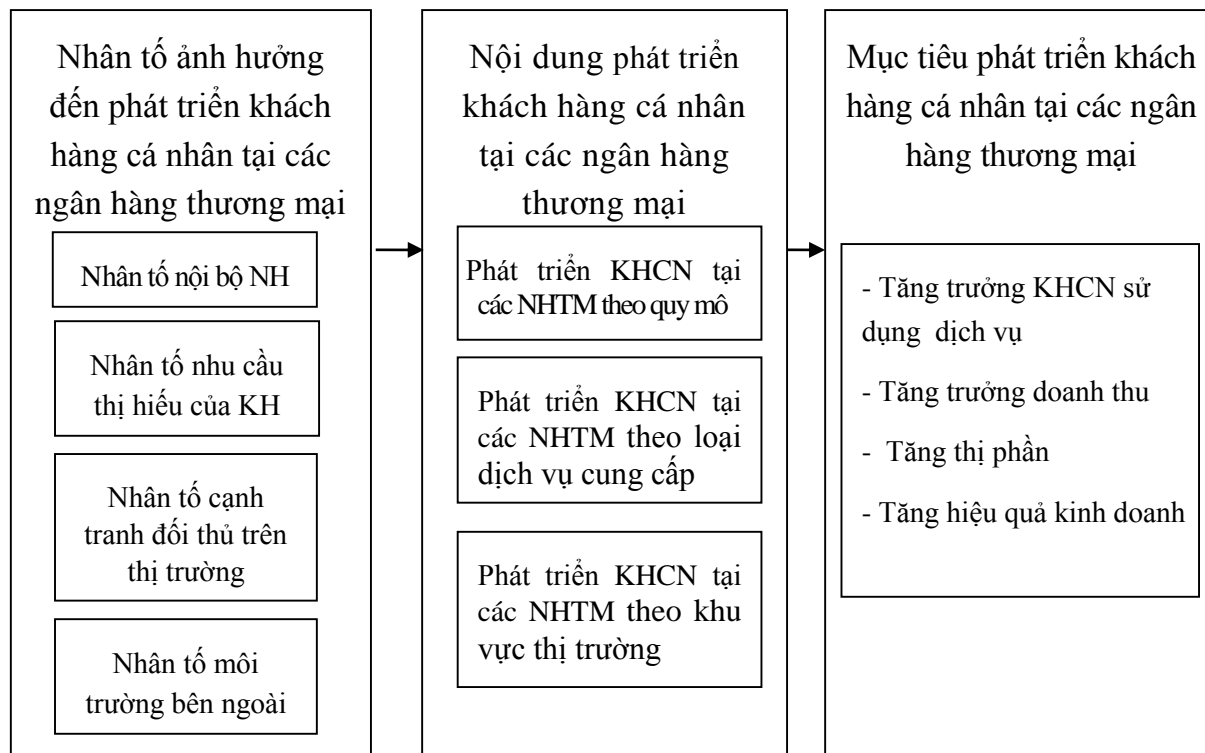 Nhân tố ảnh hưởng
đến phát triển khách
hàng cá nhân tại các
ngân hàng thương mại
Nhân tố nội bộ NH
Nhân tố nhu cầu
thị hiếu của KH
Nhân tố cạnh
tranh đối thủ trên
thị trường
Nhân tố môi
trường bên ngoài
Nội dung phát triển
khách hàng cá nhân
tại các ngân hàng
thương mại
Phát triển KHCN tại
các NHTM theo quy mô
Phát triển KHCN tại
các NHTM theo loại
dịch vụ cung cấp
Phát triển KHCN tại
các NHTM theo khu
vực thị trường
Mục tiêu phát triển khách
hàng cá nhân tại các ngân
hàng thương mại
- Tăng trưởng KHCN sử
dụng dịch vụ
- Tăng trưởng doanh thu
- Tăng thị phần
- Tăng hiệu quả kinh doanh